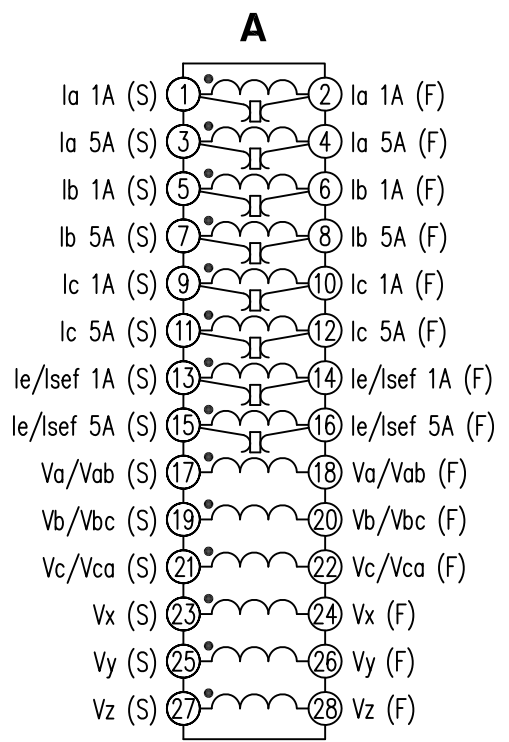 A
Ia 1A (S) 1 2 Ia 1A (F)
Ia 5A (S) 3 4 Ia 5A (F)
Ib 1A (S) 5 6 Ib 1A (F)
Ib 5A (S) 7 8 Ib 5A (F)
Ic 1A (S) 9 10 Ic 1A (F)
Ic 5A (S) 11 12 Ic 5A (F)
Ie/Isef 1A (S) 13 14 Ie/Isef 1A (F)
Ie/Isef 5A (S) 15 16 Ie/Isef 5A (F)
Va/Vab (S) 17 18 Va/Vab (F)
Vb/Vbc (S) 19 20 Vb/Vbc (F)
Vc/Vca (S) 21 22 Vc/Vca (F)
Vx (S) 23 24 Vx (F)
Vy (S) 25 26 Vy (F)
Vz (S) 27 28 Vz (F)